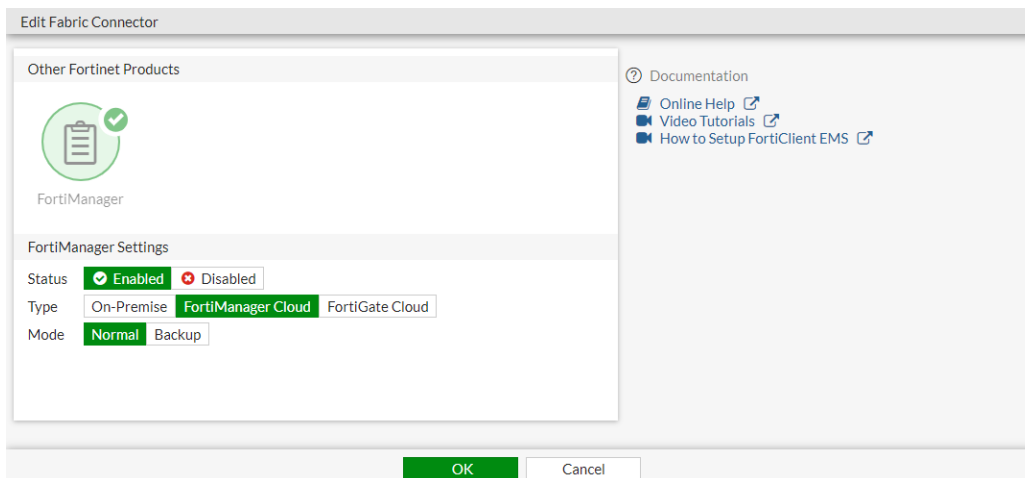 Edit Fabric Connector
Other Fortinet Products
FortiManager
FortiManager Settings
Status Enabled Disabled
Type On-Premise FortiManager Cloud FortiGate Cloud
Mode Normal Backup
Documentation
Online Help
Video Tutorials
How to Setup FortiClient EMS
OK Cancel